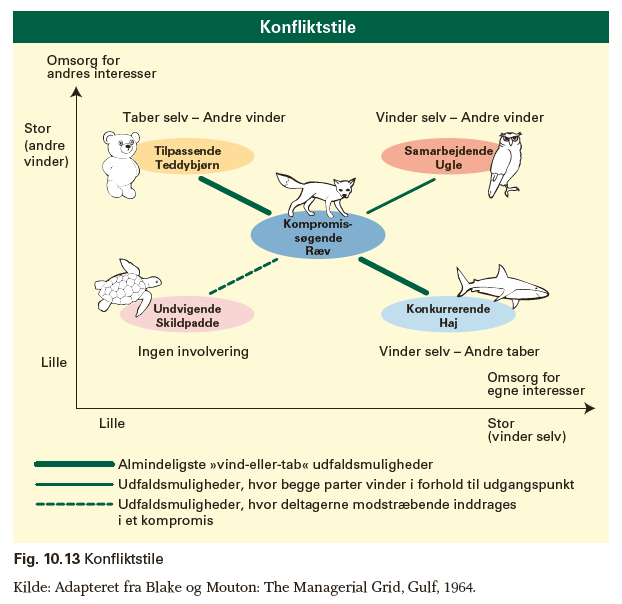 Konfliktstile
Omsorg for
andres interesser
Taber selv – Andre vinder
Vinder selv – Andre vinder
Stor
(andre
vinder)
Tilpassende
Teddybjørn
Samarbejdende
Ugle
Kompromis-
søgende
Ræv
Undvigende
Skildpadde
Konkurrerende
Haj
Ingen involvering
Vinder selv – Andre taber
Lille
Omsorg for
egne interesser
Lille
Stor
(vinder selv)
Almindeligste »vind-eller-tab« udfaldsmuligheder
Udfaldsmuligheder, hvor begge parter vinder i forhold til udgangspunkt
Udfaldsmuligheder, hvor deltagerne modstræbende inddrages
i et kompromis
Fig. 10.13 Konfliktstile
Kilde: Adapteret fra Blake og Mouton: The Managerial Grid, Gulf, 1964.